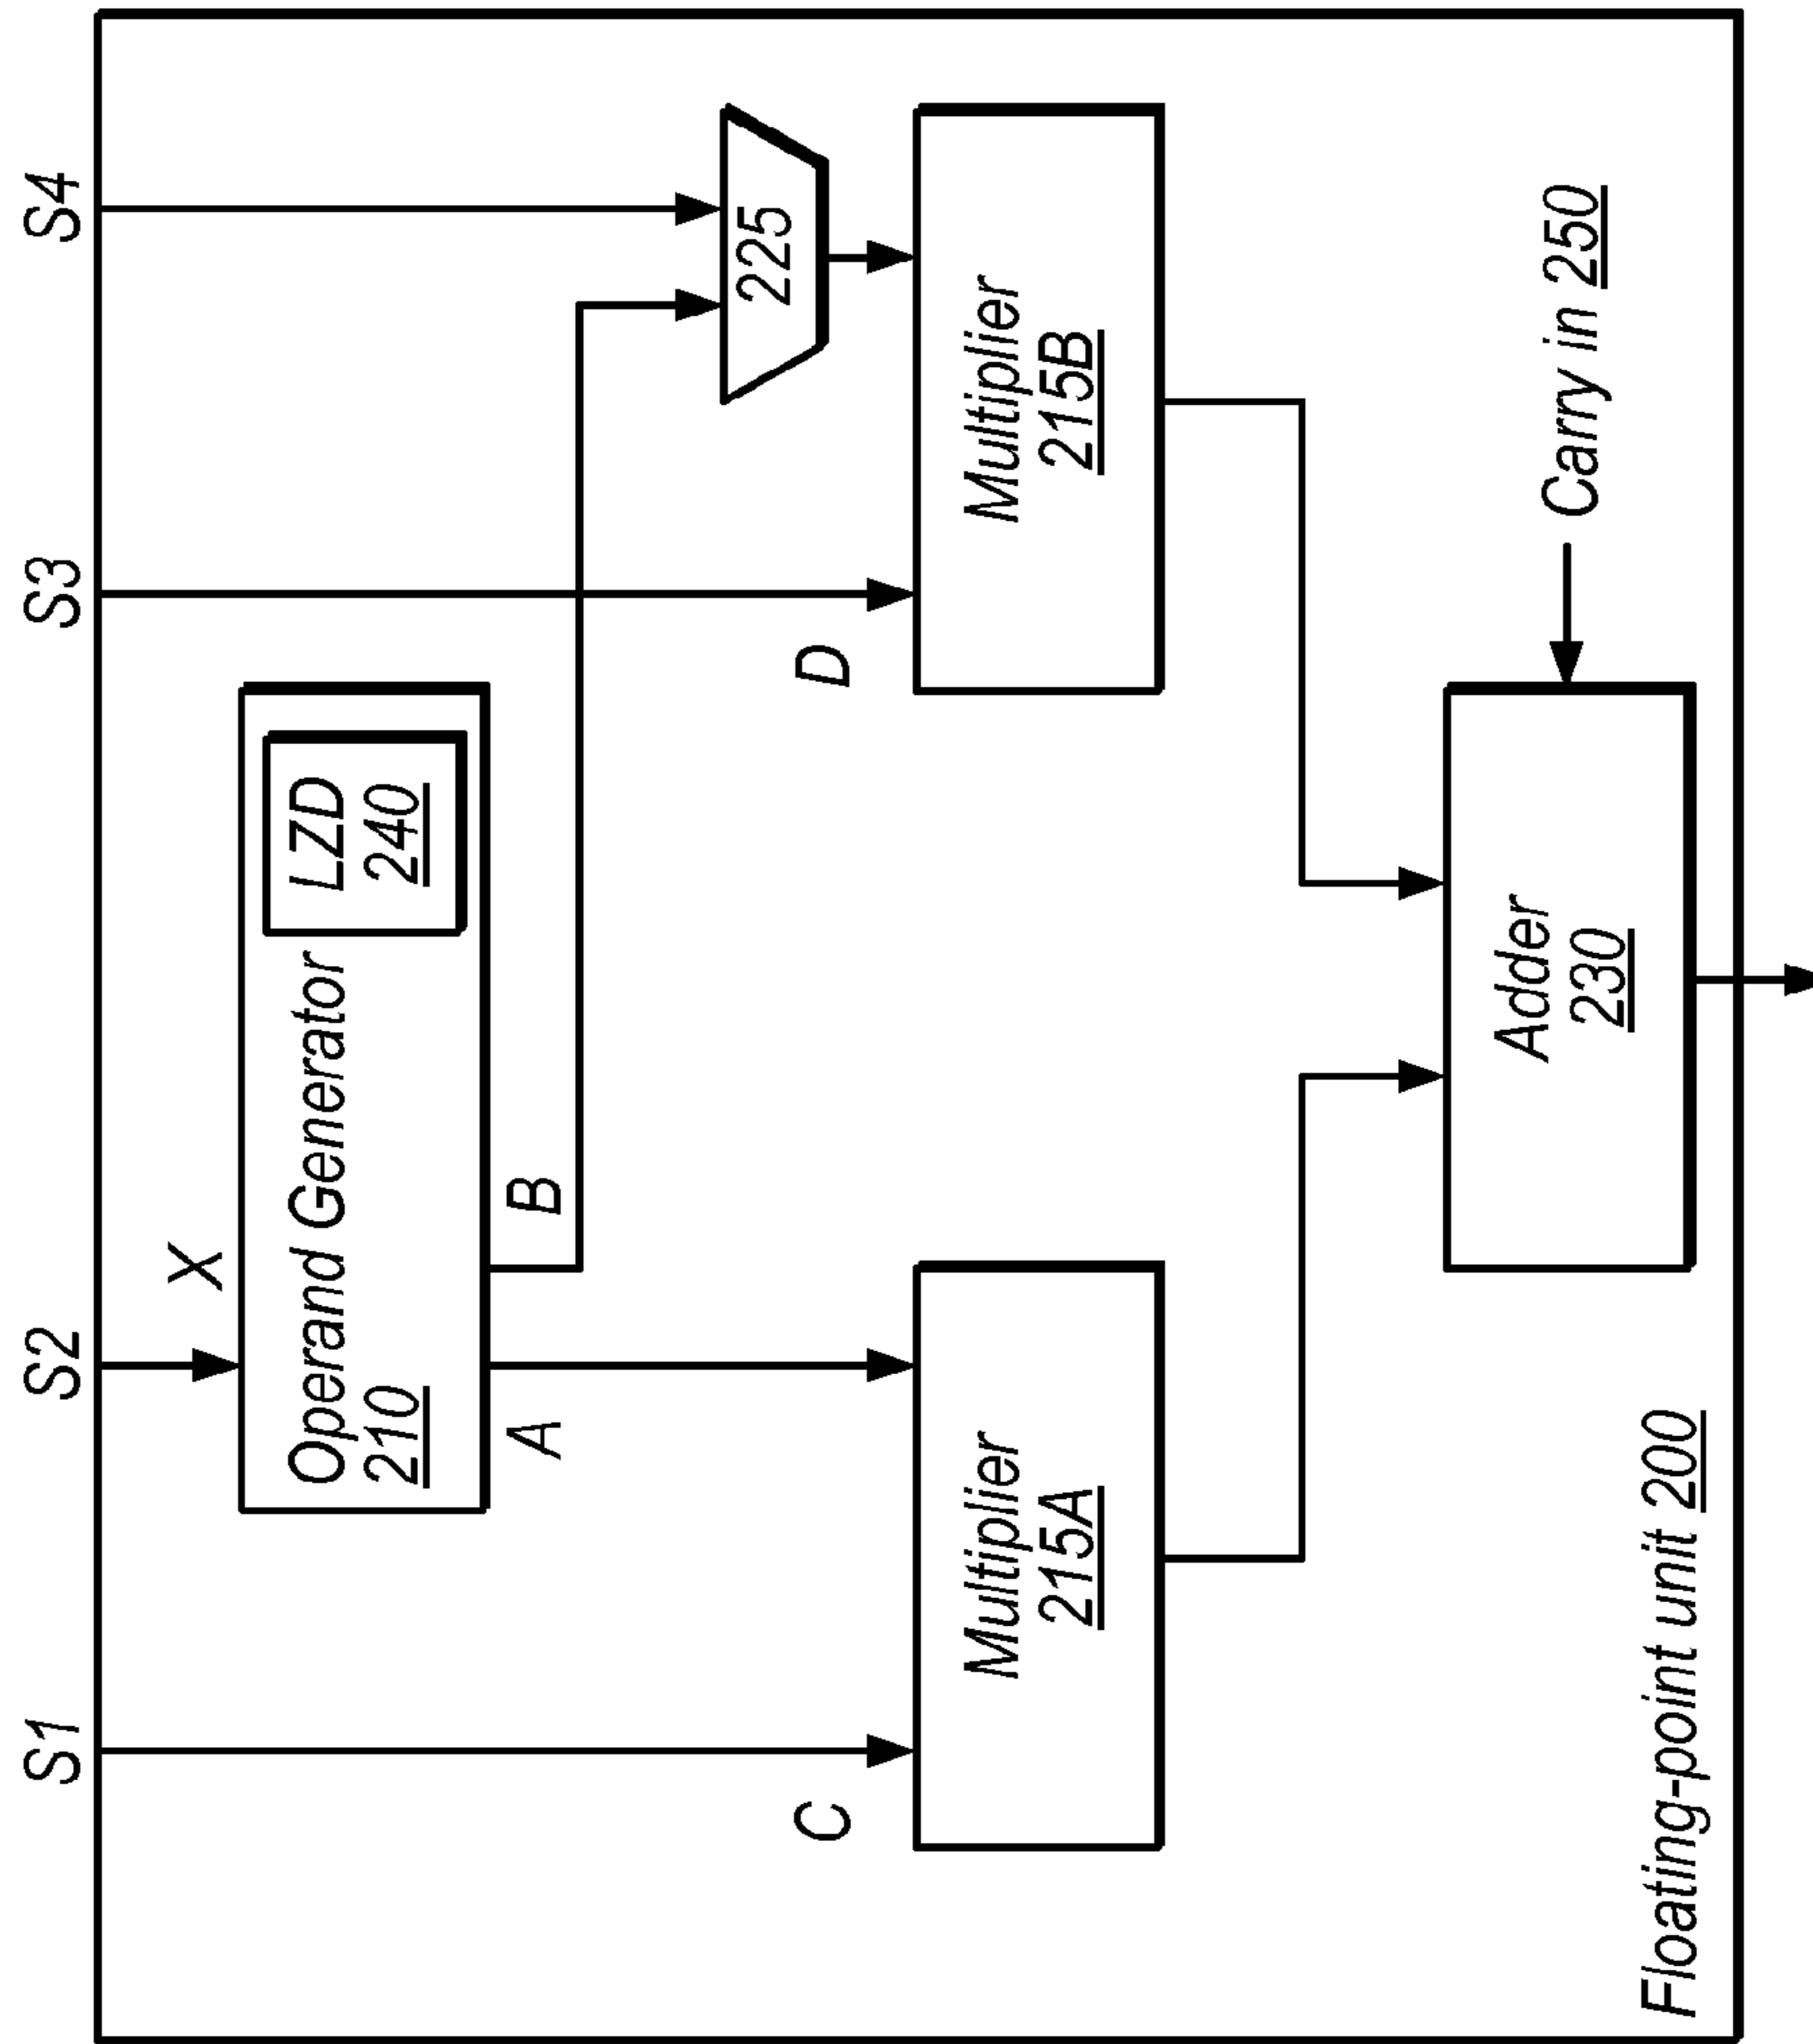 S1
S2
S3
S4
X
Operand Generator
210
LZD
240
A
B
225
C
D
Multiplier
215A
Multiplier
215B
Adder
230
Carry in 250
Floating-point unit 200